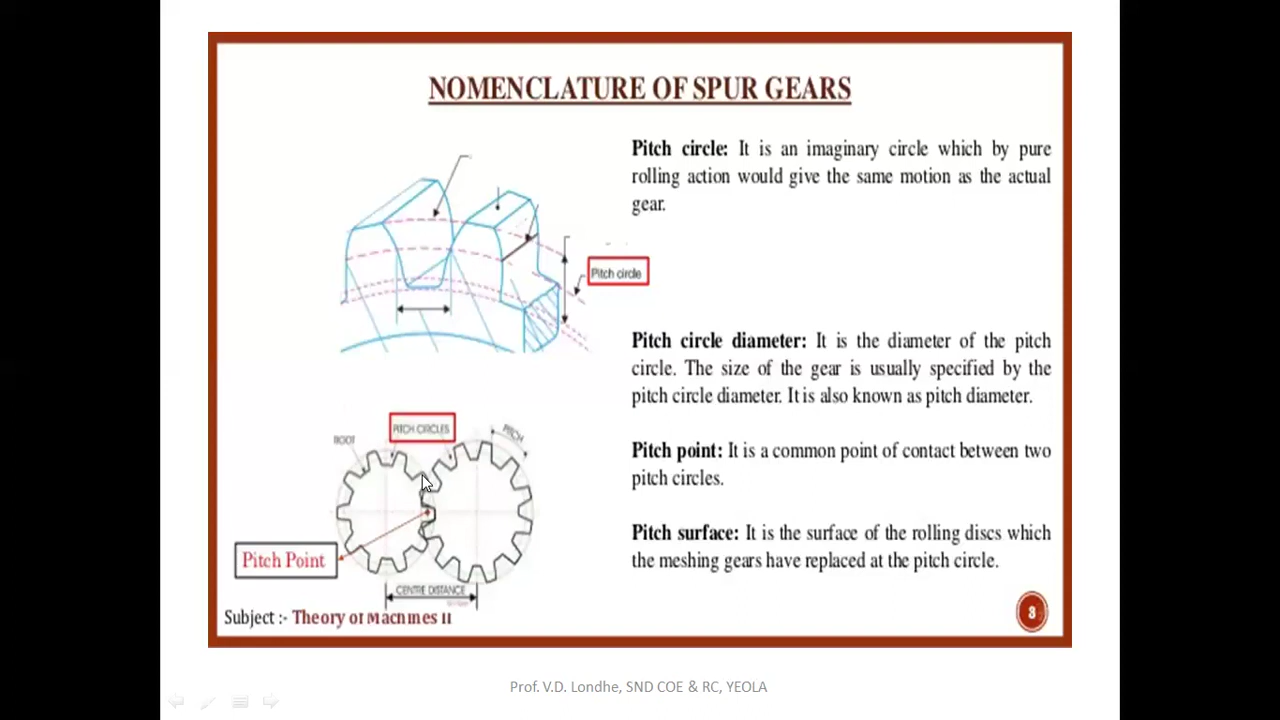 NOMENCLATURE OF SPUR GEARS
Pitch circle: It is an imaginary circle which by pure
rolling action would give the same motion as the actual
gear.
Pitch circle
Pitch circle diameter: It is the diameter of the pitch
circle. The size of the gear is usually specified by the
pitch circle diameter. It is also known as pitch diameter.
Pitch point: It is a common point of contact between two
pitch circles.
Pitch surface: It is the surface of the rolling discs which
the meshing gears have replaced at the pitch circle.
ROOT
PITCH CIRCLES
PITCH
Pitch Point
CENTRE DISTANCE
Subject :- Theory of Machines II
8
Prof. V.D. Londhe, SND COE & RC, YEOLA